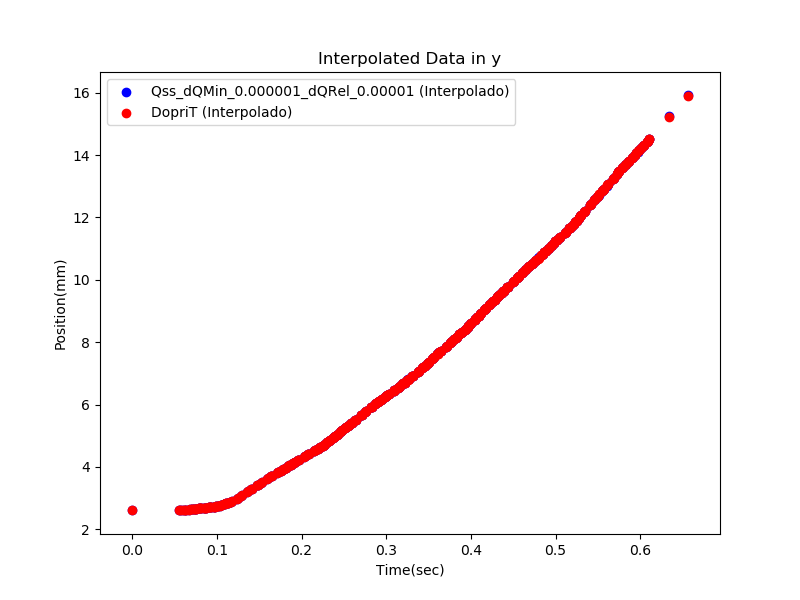 Interpolated Data in y
Qss_dQMin_0.000001_dQRel_0.00001 (Interpolado)
DopriT (Interpolado)
16
14
12
10
8
6
4
2
Position(mm)
0.0 0.1 0.2 0.3 0.4 0.5 0.6
Time(sec)